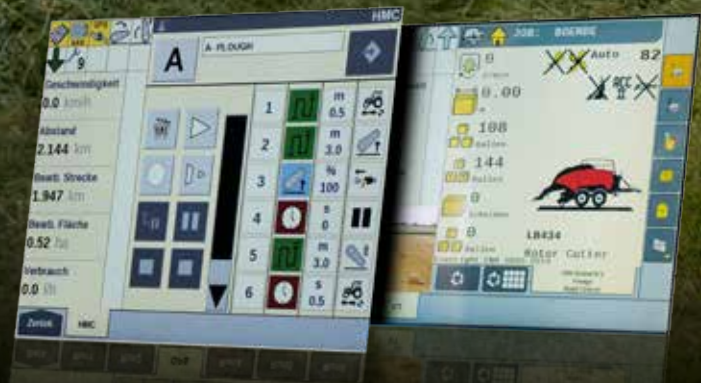 HMC
A
A- PLOUGH
9
Geschwindigkeit
0.0 km/h
Abstand
2.144 km
Bearb. Strecke
1.947 km
Bearb. Fläche
0.52 ha
Verbrauch
0.0 l/h
Zurück
HMC
1
m
0.5
2
m
3.0
3
%
100
4
s
0
5
m
3.0
6
s
0.5
JOB: BOERDE
0
Auto
82
0.00
m
108
Ballen
144
Ballen
0
0
Ballen
LB434
Rotor Cutter